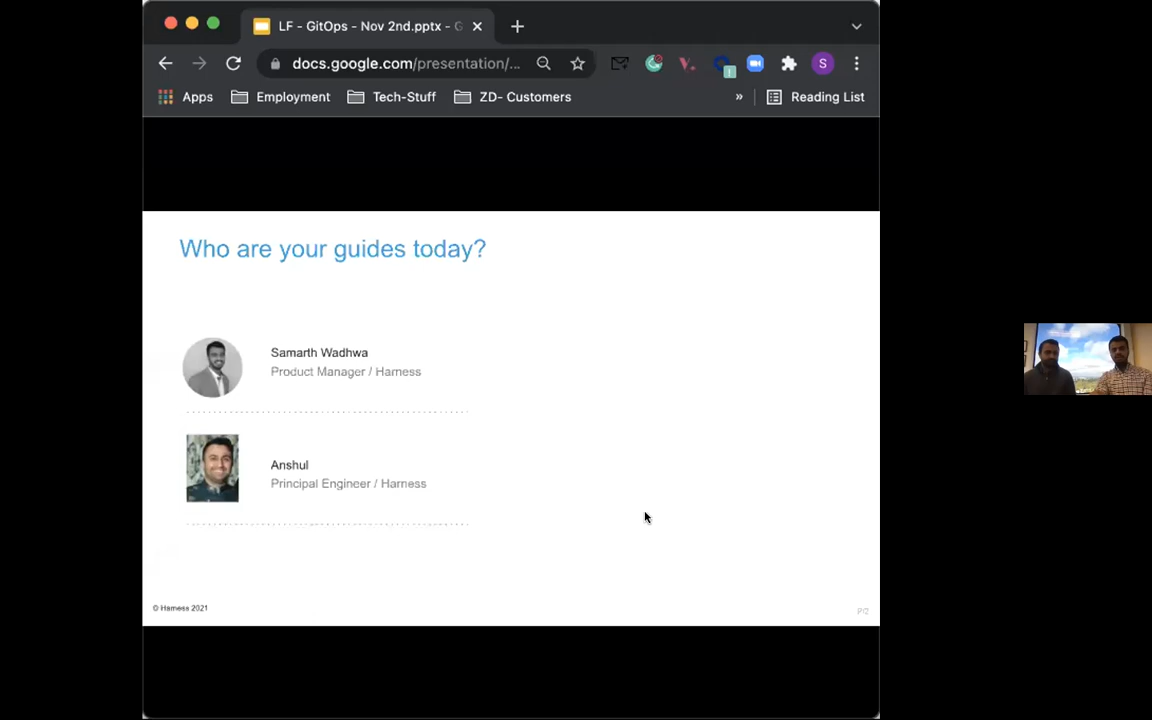 LF - GitOps - Nov 2nd.pptx - G
docs.google.com/presentation/...
S
Apps
Employment
Tech-Stuff
ZD- Customers
»
Reading List
Who are your guides today?
Samarth Wadhwa
Product Manager / Harness
Anshul
Principal Engineer / Harness
© Harness 2021
P/2